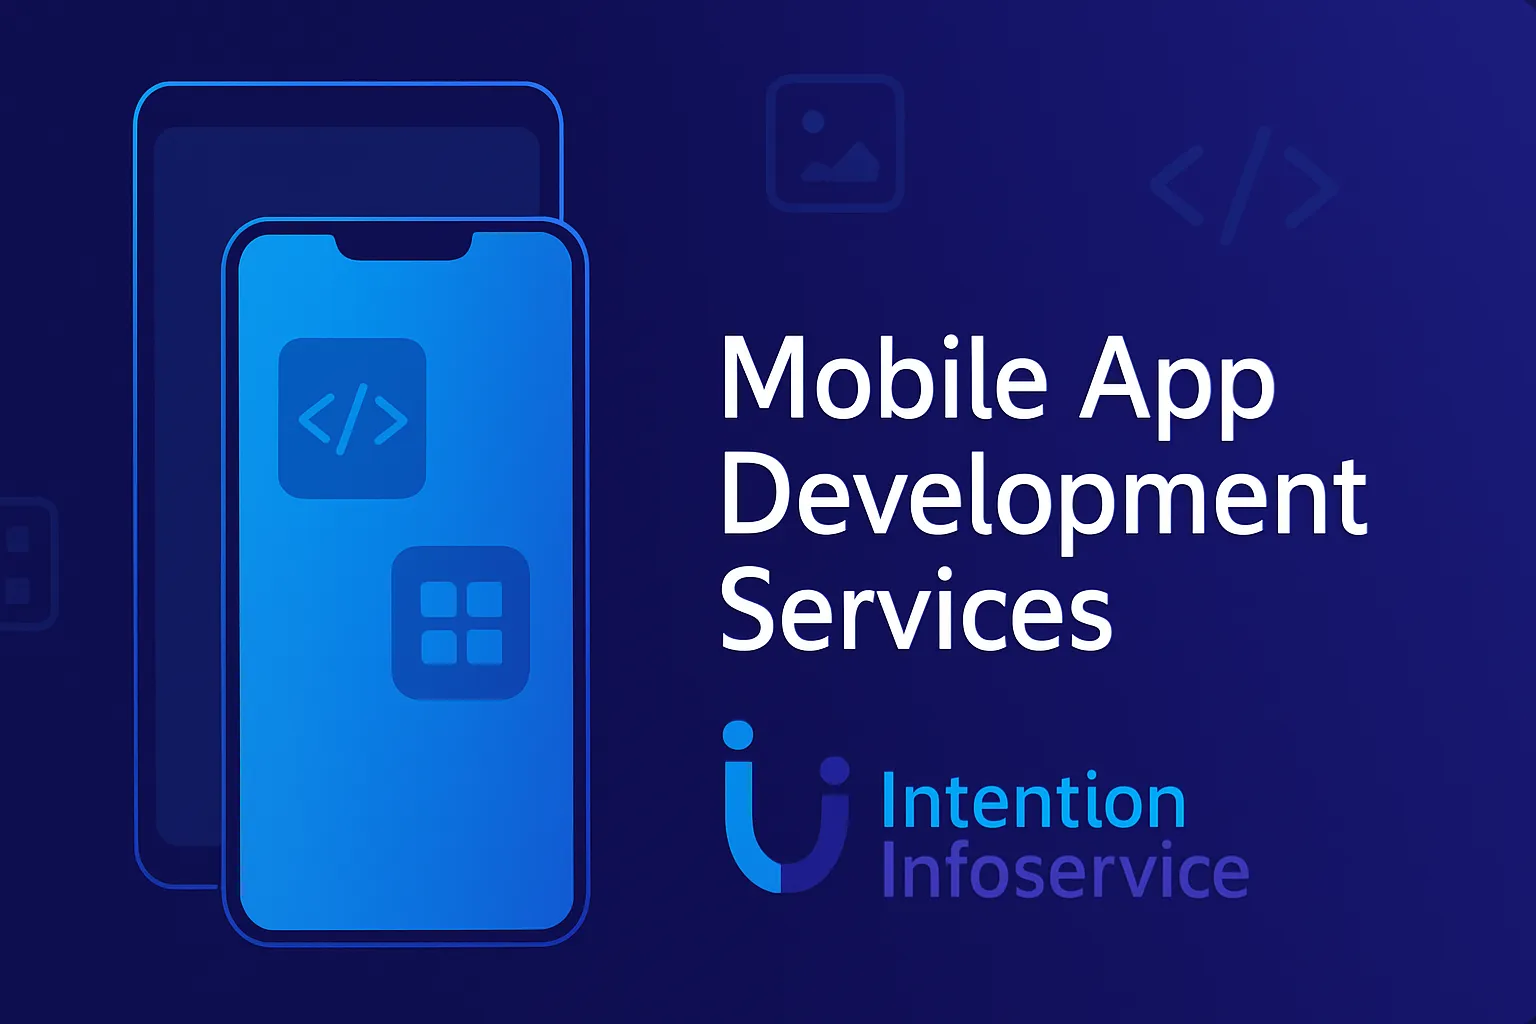 Mobile App
Development
Services
Intention
Infoservice